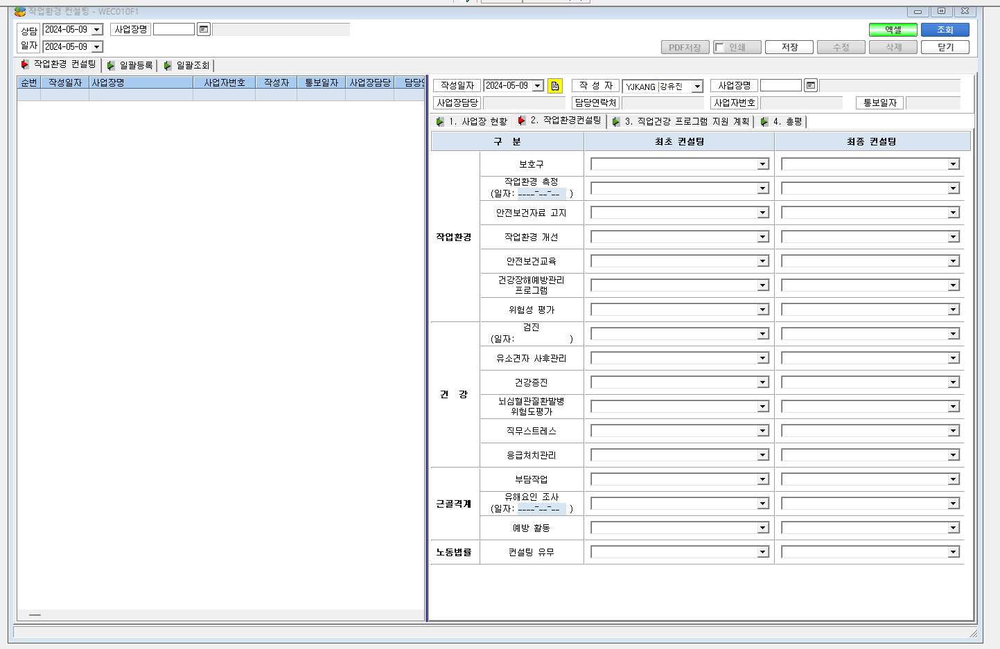 작업환경 컨설팅 - WEC010F1
상담
일자
2024-05-09
2024-05-09
사업장명
엑셀
조회
PDF저장
인쇄
저장
수정
삭제
닫기
작업환경 컨설팅
일괄등록
일괄조회
순번 작성일자 사업장명 사업자번호 작성자 통보일자 사업장담당
작성일자 2024-05-09 작 성 자 YJKANG 강유진 사업장명
사업장담당 담당연락처 사업자번호 통보일자
1. 사업장 현황 2. 작업환경컨설팅 3. 직업건강 프로그램 지원 계획 4. 총평
구 분 최초 컨설팅 최종 컨설팅
작업환경
보호구
작업환경 측정
(일자: ____-__-__ )
안전보건자료 고지
작업환경 개선
안전보건교육
건강장해예방관리
프로그램
위험성 평가
건 강
검진
(일자: )
유소견자 사후관리
건강증진
뇌심혈관질환발병
위험도평가
직무스트레스
응급처치관리
근골격계
부담작업
유해요인 조사
(일자: ____-__-__ )
예방 활동
노동법률
컨설팅 유무